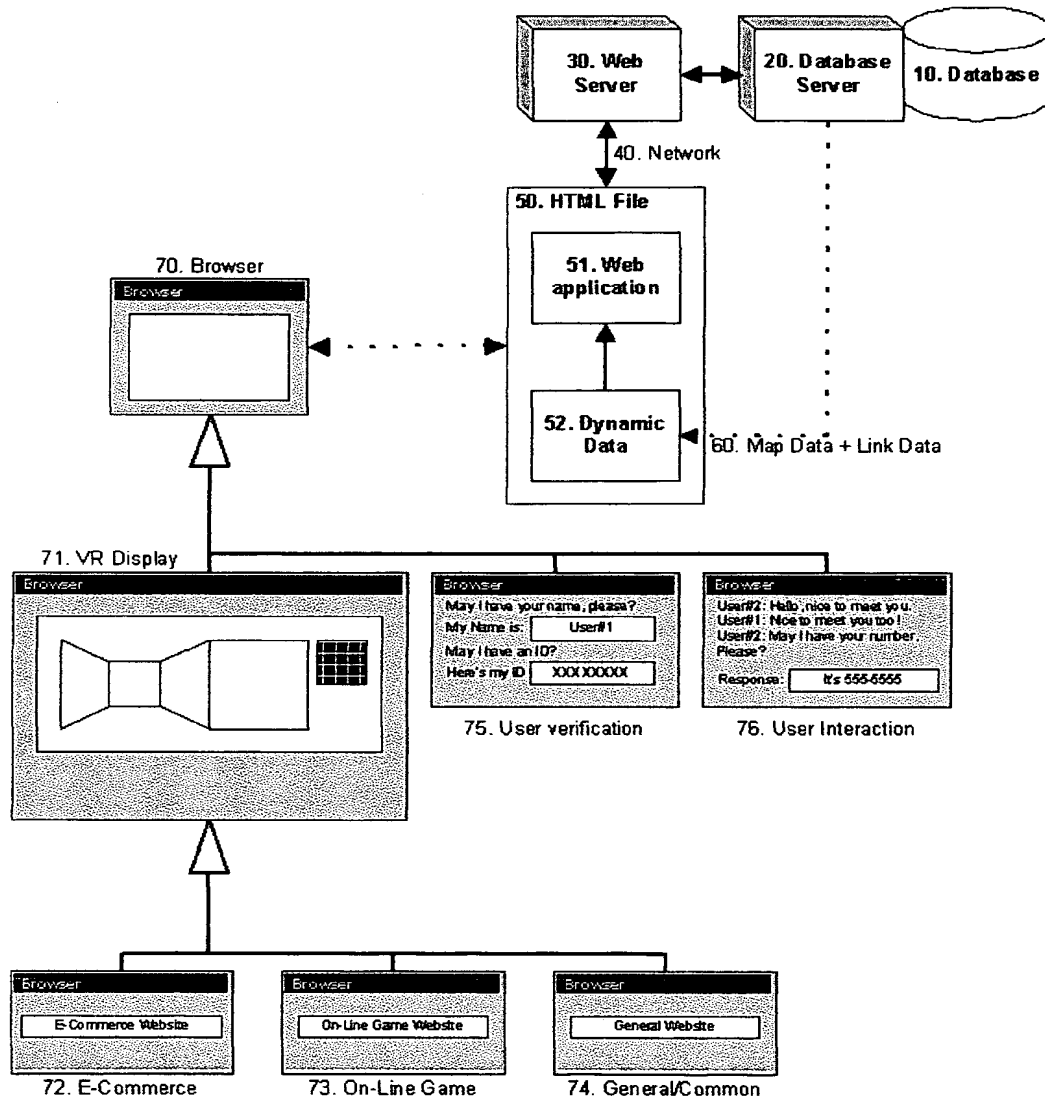 30. Web
Server
20. Database
Server
10. Database
40. Network
50. HTML File
51. Web
application
70. Browser
Browser
52. Dynamic
Data
60. Map Data + Link Data
71. VR Display
Browser
Browser
May I have your name, please?
My Name is:
User#1
May I have an ID?
Here's my ID
XXXXXXXX
75. User verification
Browser
User#2: Hello, nice to meet you.
User#1: Nice to meet you too!
User#2: May I have your number.
Please?
Response:
It's 555-5555
76. User Interaction
Browser
E-Commerce Website
72. E-Commerce
Browser
On-Line Game Website
73. On-Line Game
Browser
General Website
74. General/Common